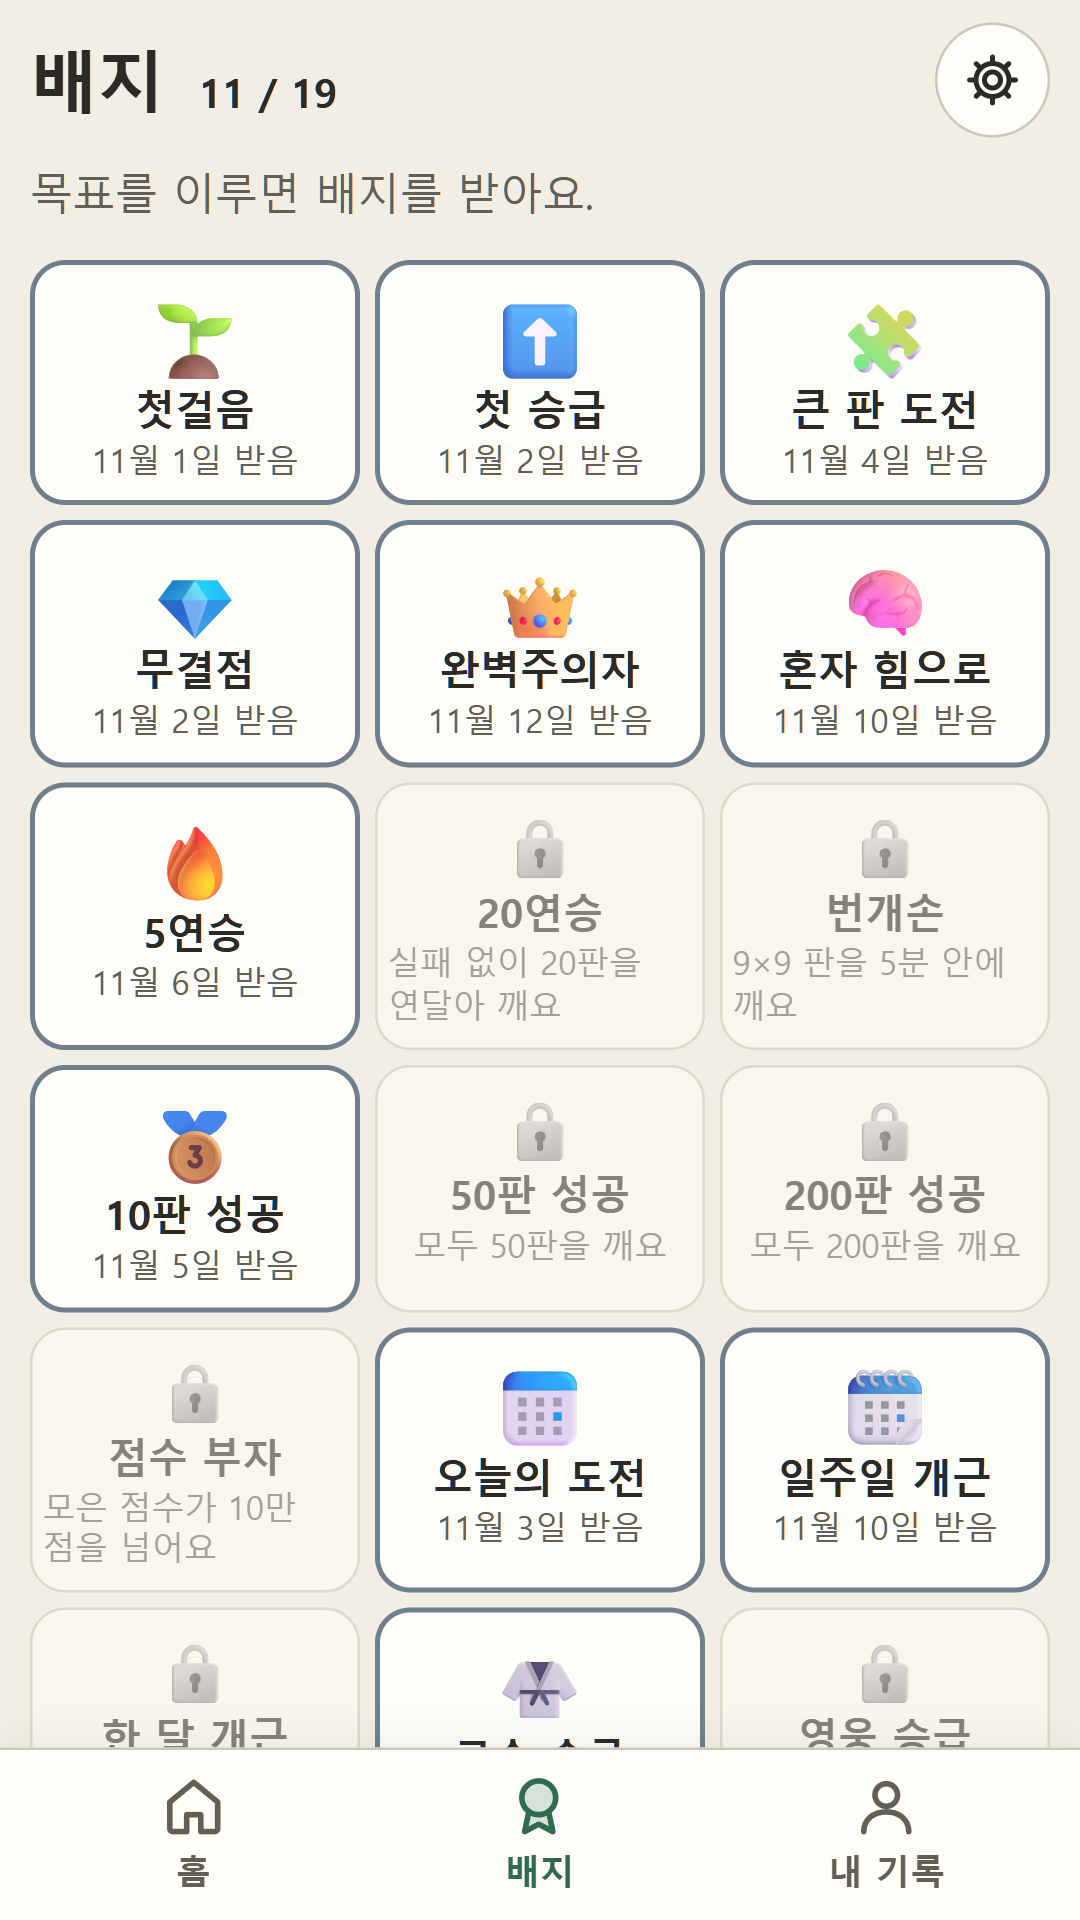 배지 11 / 19
목표를 이루면 배지를 받아요.
첫걸음
11월 1일 받음
첫 승급
11월 2일 받음
큰 판 도전
11월 4일 받음
무결점
11월 2일 받음
완벽주의자
11월 12일 받음
혼자 힘으로
11월 10일 받음
5연승
11월 6일 받음
20연승
실패 없이 20판을
연달아 깨요
번개손
9×9 판을 5분 안에
깨요
3
10판 성공
11월 5일 받음
50판 성공
모두 50판을 깨요
200판 성공
모두 200판을 깨요
점수 부자
모은 점수가 10만
점을 넘어요
오늘의 도전
11월 3일 받음
일주일 개근
11월 10일 받음
한 달 개근
영웅 승급
홈
배지
내 기록